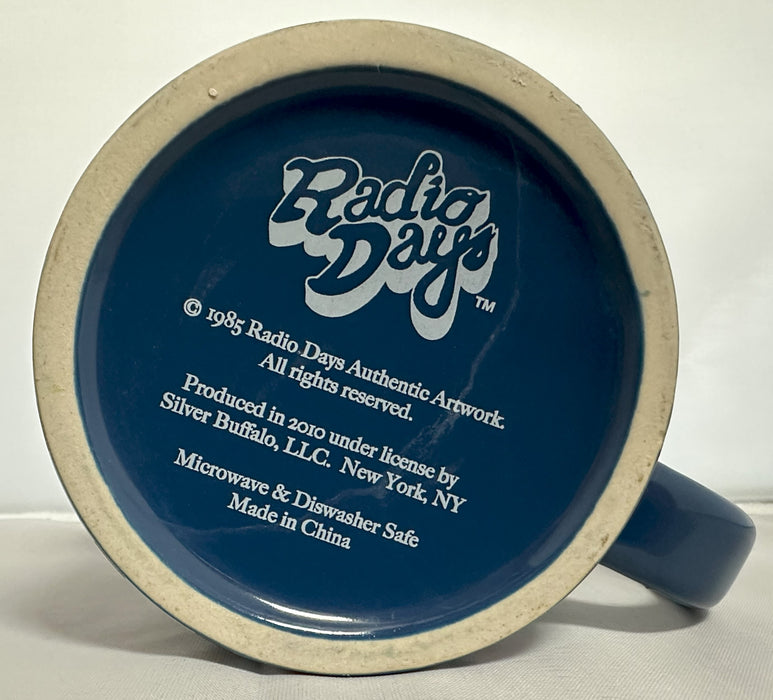 Radio
Days
TM
© 1985 Radio Days Authentic Artwork.
All rights reserved.
Produced in 2010 under license by
Silver Buffalo, LLC. New York, NY
Microwave & Diswasher Safe
Made in China